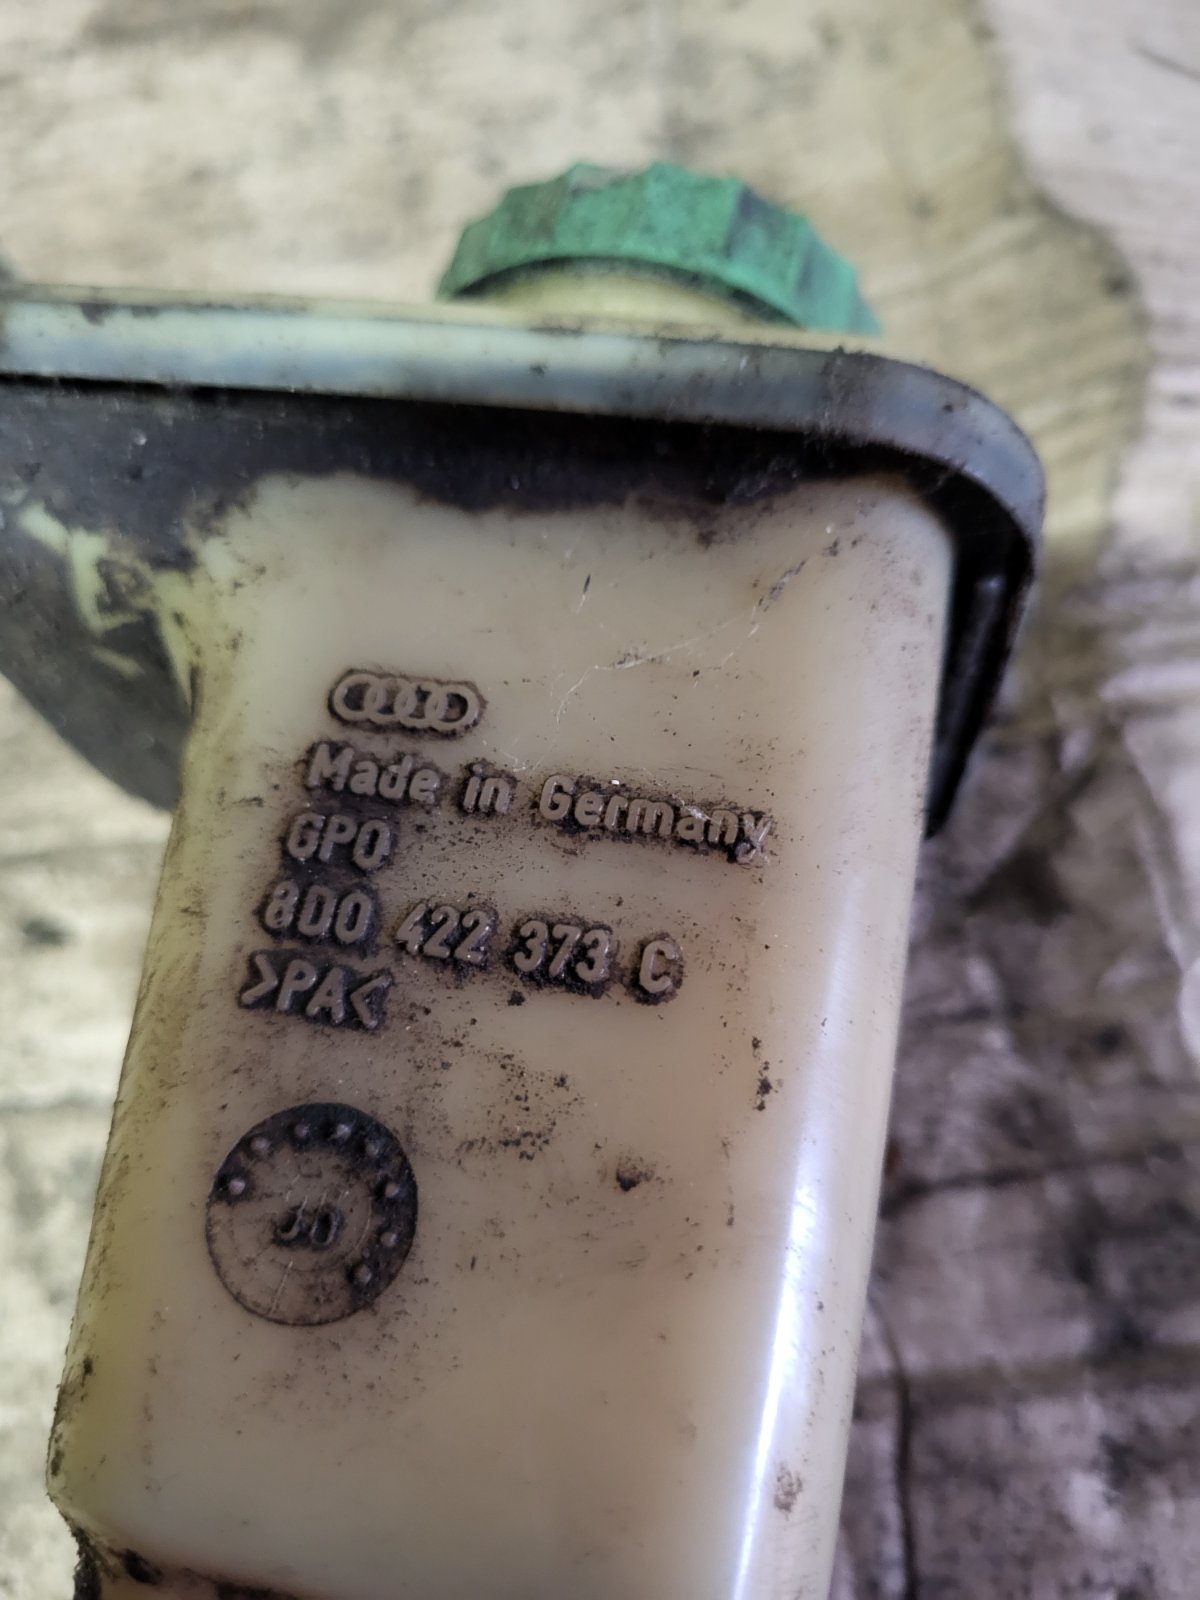 Made in Germany
GPO
8D0 422 373 C
>PA<